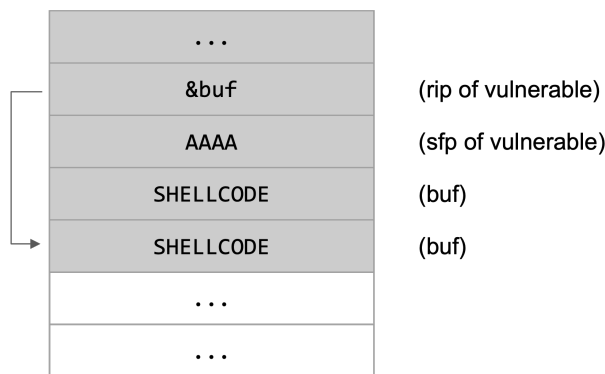 ...
&buf (rip of vulnerable)
AAAA (sfp of vulnerable)
SHELLCODE (buf)
SHELLCODE (buf)
...
...